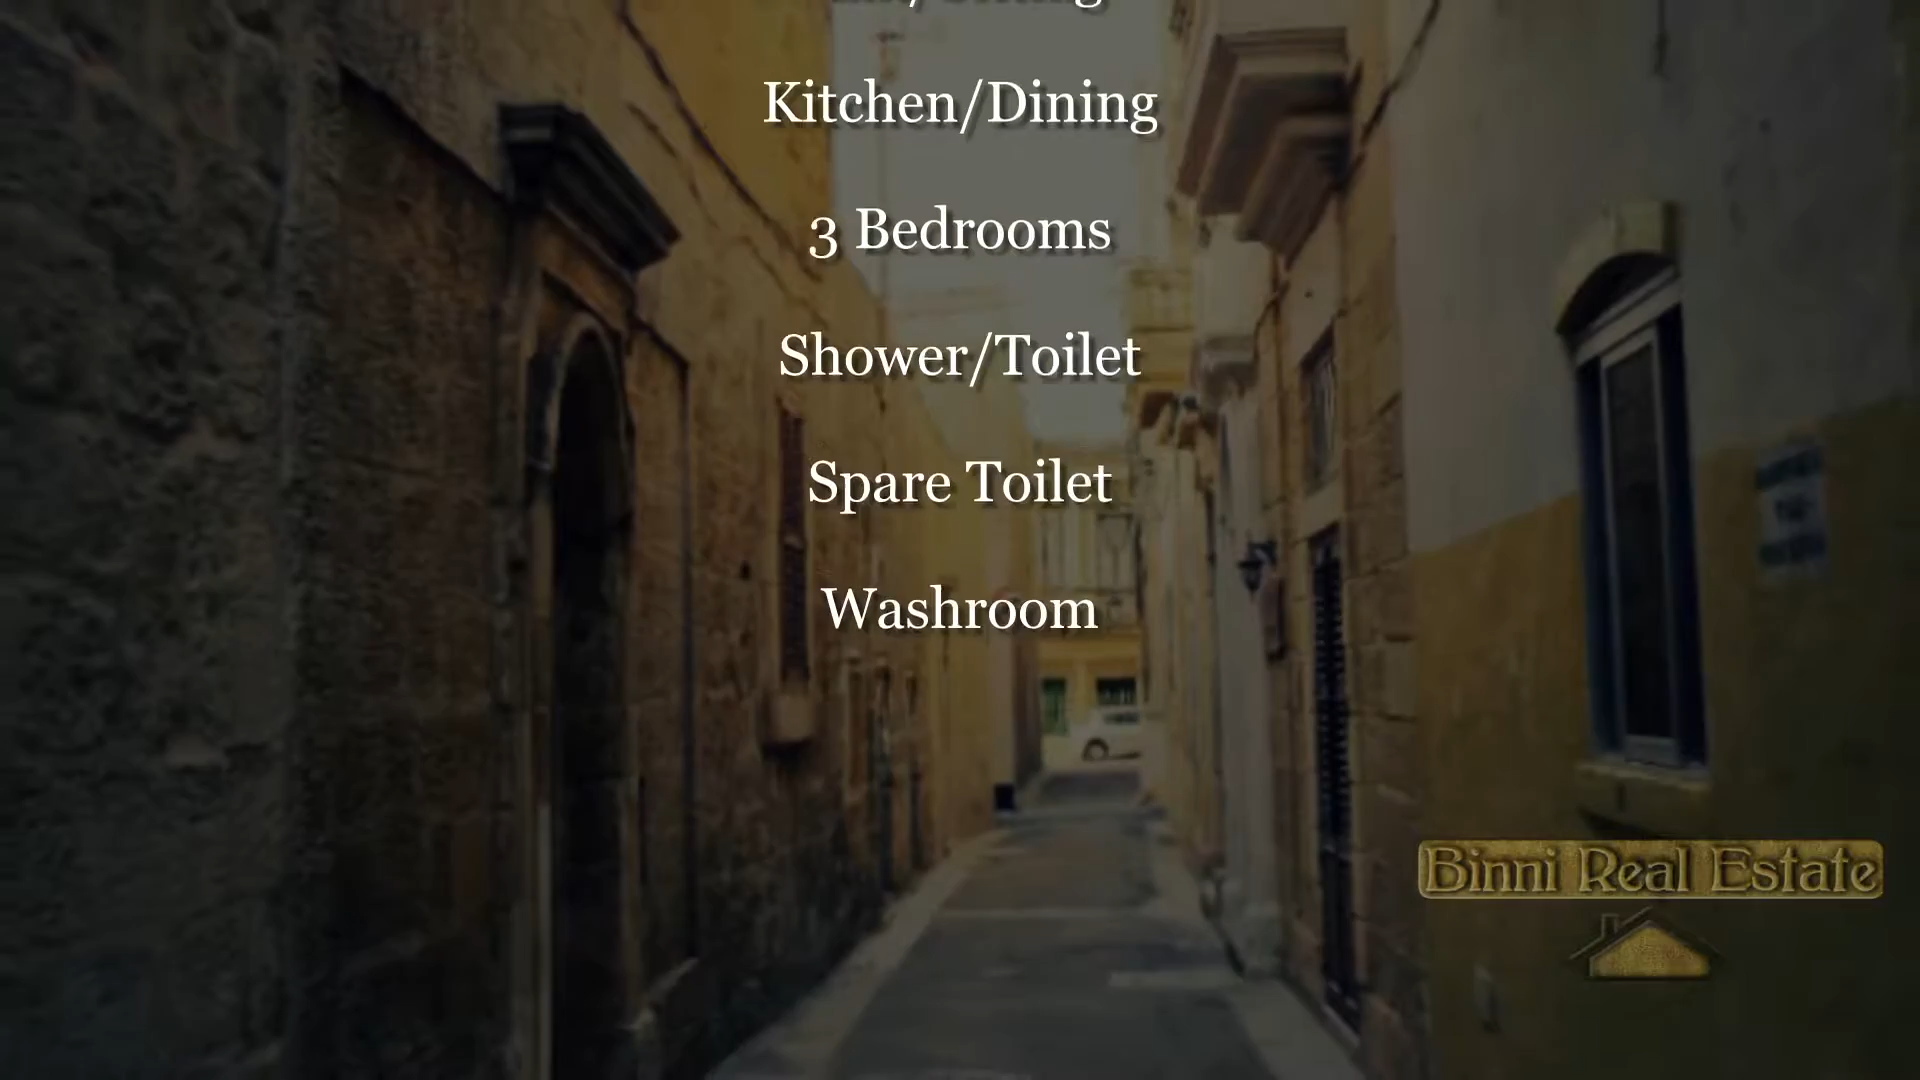 Kitchen/Dining
3 Bedrooms
Shower/Toilet
Spare Toilet
Washroom
Binni Real Estate